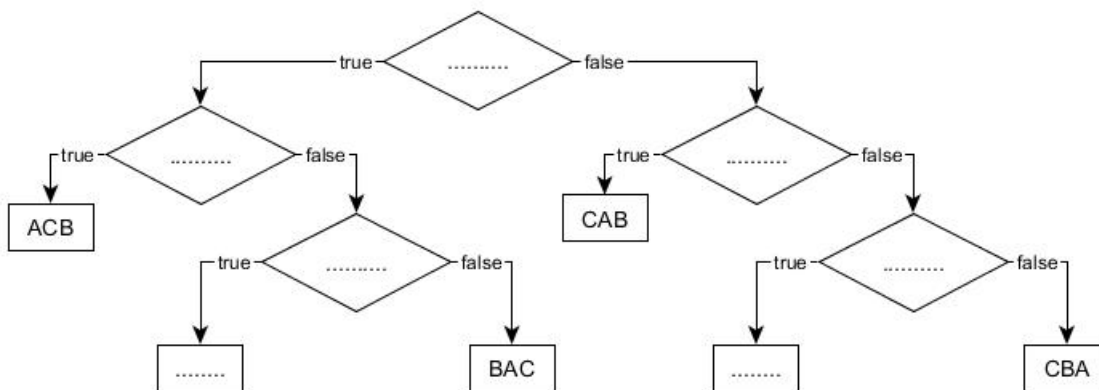 ..........
true
false
..........
..........
true
false
true
false
ACB
CAB
..........
..........
true
false
true
false
........
BAC
........
CBA